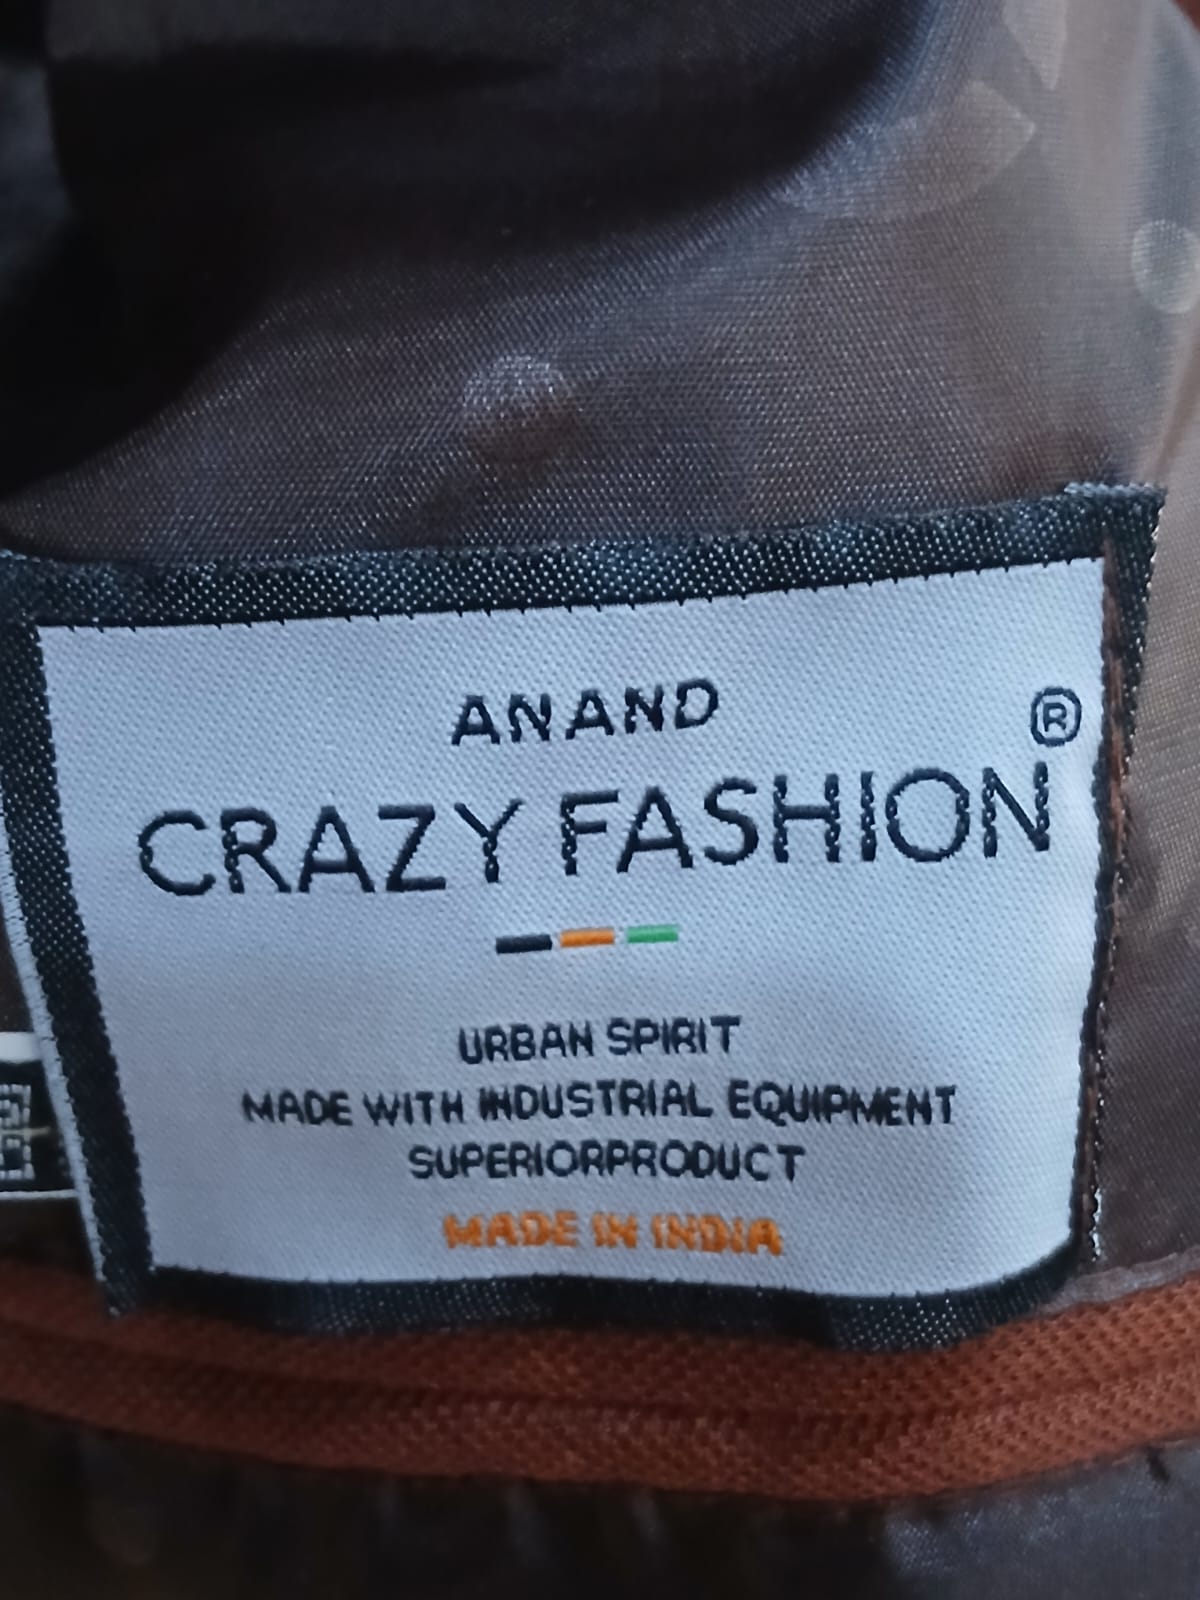 ANAND
®
CRAZY FASHION
URBAN SPIRIT
MADE WITH INDUSTRIAL EQUIPMENT
SUPERIORPRODUCT
MADE IN INDIA